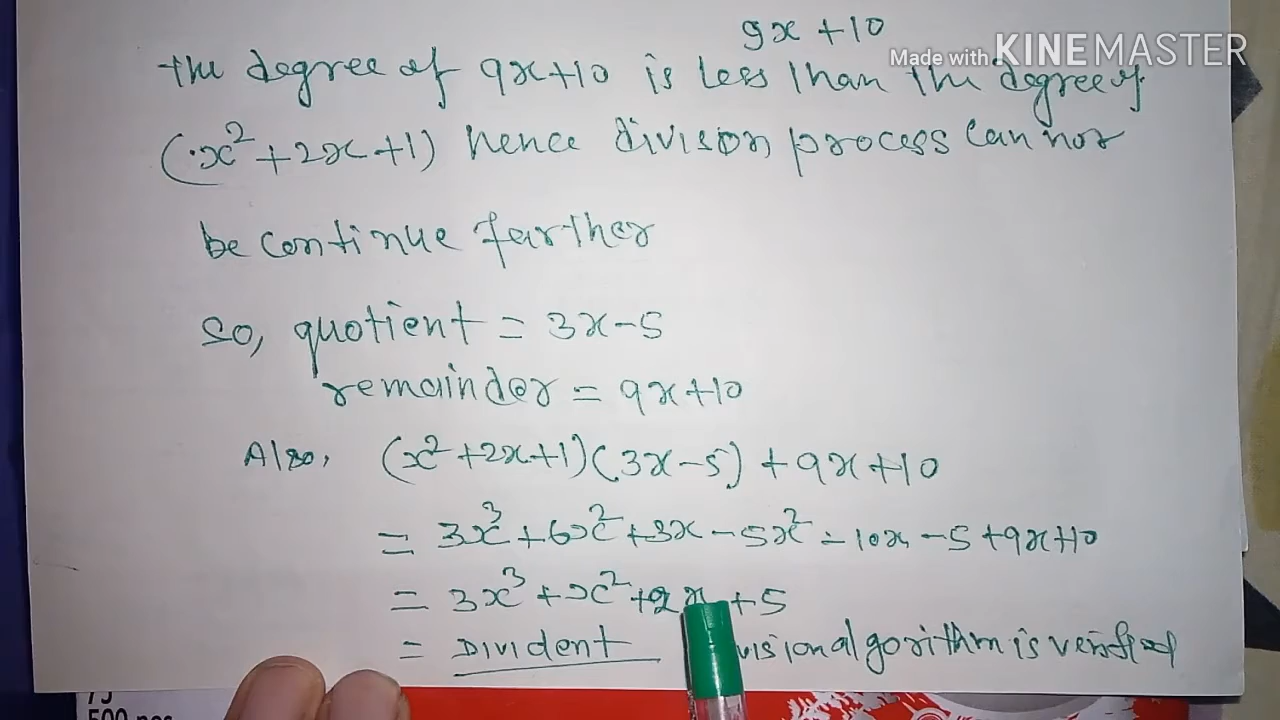 9x + 10
Made with KINEMASTER
the degree of 9x+10 is less than the degree of
(x² + 2x + 1) hence division process can not
be continue farther
So, quotient = 3x - 5
remainder = 9x + 10
Also, (x² + 2x + 1)(3x - 5) + 9x + 10
= 3x³ + 6x² + 3x - 5x² - 10x - 5 + 9x + 10
= 3x³ + x² + 2x + 5
= Divident visional gorithm is verified
500